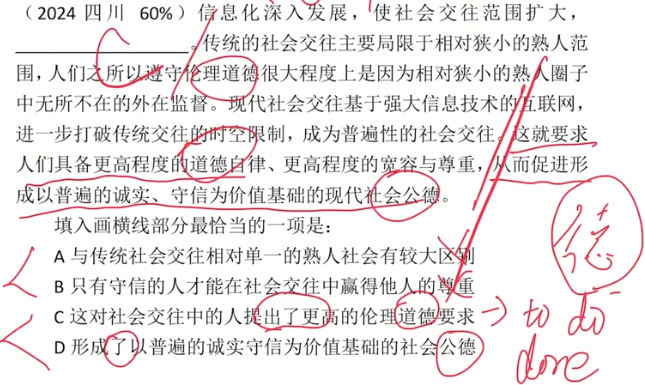 （2024 四川 60%）信息化深入发展，使社会交往范围扩大，
____________________。传统的社会交往主要局限于相对狭小的熟人范
围，人们之所以遵守伦理道德很大程度上是因为相对狭小的熟人圈子
中无所不在的外在监督。现代社会交往基于强大信息技术的互联网，
进一步打破传统交往的时空限制，成为普遍性的社会交往。这就要求
人们具备更高程度的道德自律、更高程度的宽容与尊重，从而促进形
成以普遍的诚实、守信为价值基础的现代社会公德。
填入画横线部分最恰当的一项是：
A 与传统社会交往相对单一的熟人社会有较大区别
B 只有守信的人才能在社会交往中赢得他人的尊重
C 这对社会交往中的人提出了更高的伦理道德要求
D 形成了以普遍的诚实守信为价值基础的社会公德
C
德
to do
done